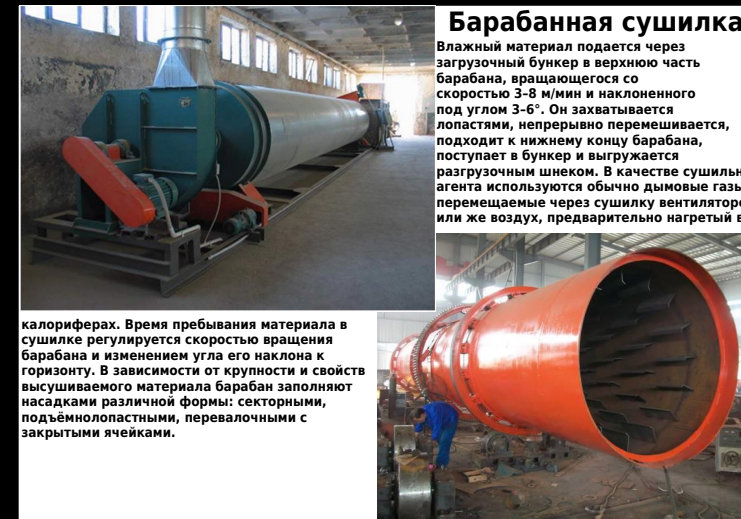 Барабанная сушилка
Влажный материал подается через
загрузочный бункер в верхнюю часть
барабана, вращающегося со
скоростью 3–8 м/мин и наклоненного
под углом 3–6°. Он захватывается
лопастями, непрерывно перемешивается,
подходит к нижнему концу барабана,
поступает в бункер и выгружается
разгрузочным шнеком. В качестве сушильн
агента используются обычно дымовые газы
перемещаемые через сушилку вентиляторо
или же воздух, предварительно нагретый в
калориферах. Время пребывания материала в
сушилке регулируется скоростью вращения
барабана и изменением угла его наклона к
горизонту. В зависимости от крупности и свойств
высушиваемого материала барабан заполняют
насадками различной формы: секторными,
подъёмнолопастными, перевалочными с
закрытыми ячейками.